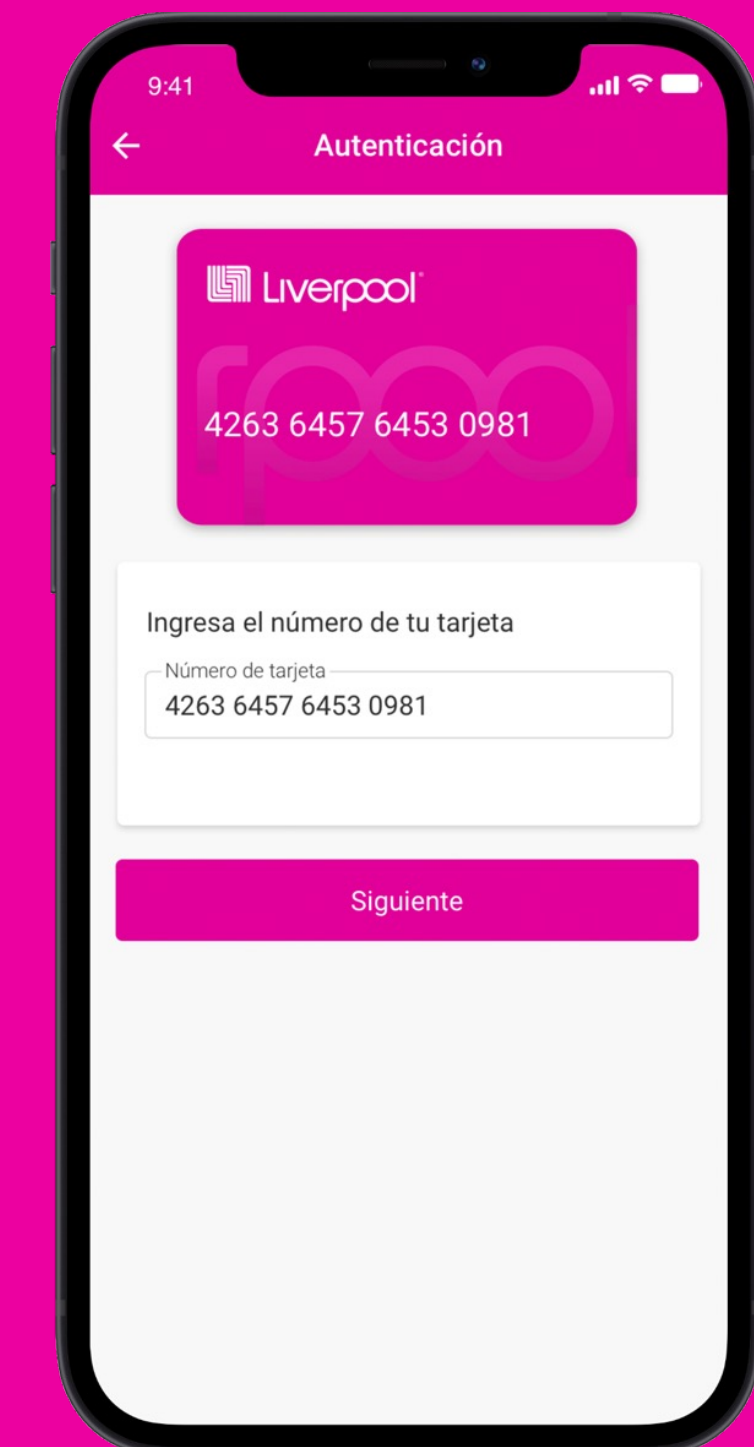 9:41
Autenticación
Liverpool
4263 6457 6453 0981
Ingresa el número de tu tarjeta
Número de tarjeta
4263 6457 6453 0981
Siguiente